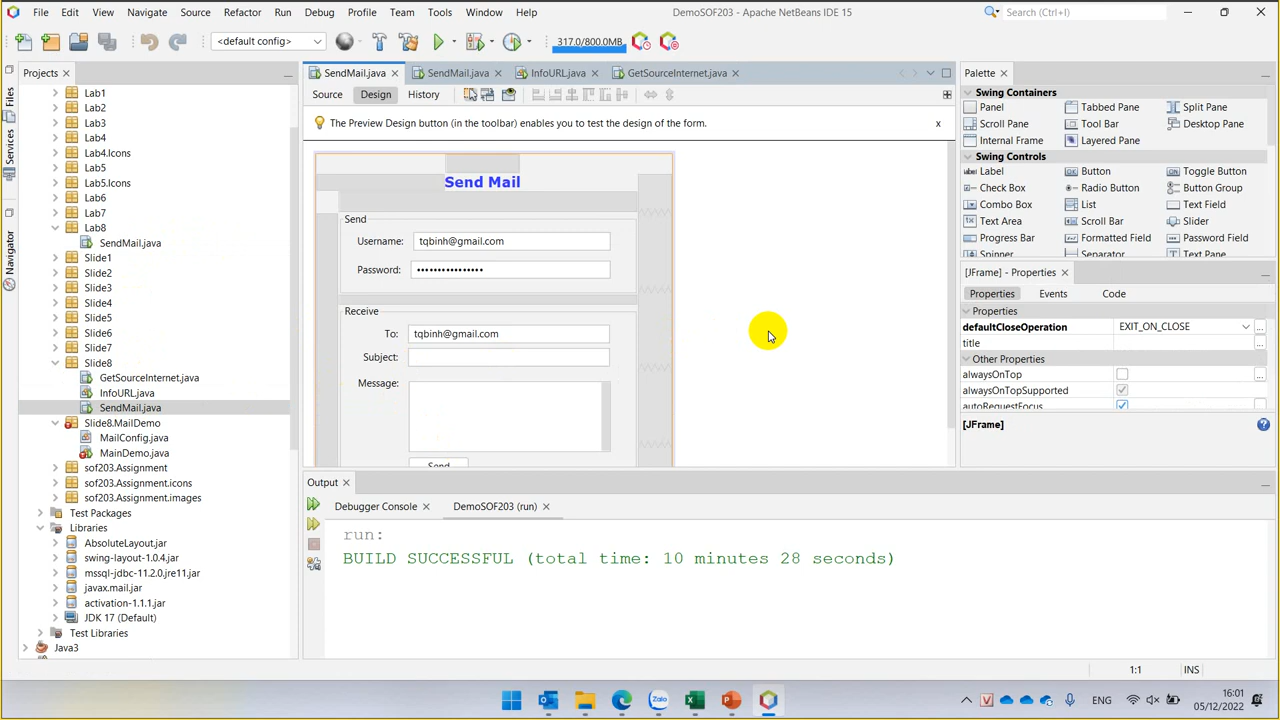 File Edit View Navigate Source Refactor Run Debug Profile Team Tools Window Help
DemoSOF203 - Apache NetBeans IDE 15
Search (Ctrl+I)
<default config>
317.0/800.0MB
Projects
Files
Services
Navigator
Lab1
Lab2
Lab3
Lab4
Lab4.Icons
Lab5
Lab5.Icons
Lab6
Lab7
Lab8
SendMail.java
Slide1
Slide2
Slide3
Slide4
Slide5
Slide6
Slide7
Slide8
GetSourceInternet.java
InfoURL.java
SendMail.java
Slide8.MailDemo
MailConfig.java
MainDemo.java
sof203.Assignment
sof203.Assignment.icons
sof203.Assignment.images
Test Packages
Libraries
AbsoluteLayout.jar
swing-layout-1.0.4.jar
mssql-jdbc-11.2.0.jre11.jar
javax.mail.jar
activation-1.1.1.jar
JDK 17 (Default)
Test Libraries
Java3
SendMail.java SendMail.java InfoURL.java GetSourceInternet.java
Source Design History
The Preview Design button (in the toolbar) enables you to test the design of the form. x
Send Mail
Send
Username: tqbinh@gmail.com
Password: ••••••••••••••••
Receive
To: tqbinh@gmail.com
Subject:
Message:
Send
Output
Debugger Console DemoSOF203 (run)
run:
BUILD SUCCESSFUL (total time: 10 minutes 28 seconds)
Palette
Swing Containers
Panel Tabbed Pane Split Pane
Scroll Pane Tool Bar Desktop Pane
Internal Frame Layered Pane
Swing Controls
label Label Button Toggle Button
Check Box Radio Button Button Group
Combo Box List Text Field
Text Area Scroll Bar Slider
Progress Bar Formatted Field Password Field
Spinner Separator Text Pane
[JFrame] - Properties
Properties Events Code
Properties
defaultCloseOperation EXIT_ON_CLOSE
title
Other Properties
alwaysOnTop
alwaysOnTopSupported
autoRequestFocus
[JFrame]
1:1 INS
Zalo
ENG
16:01
05/12/2022